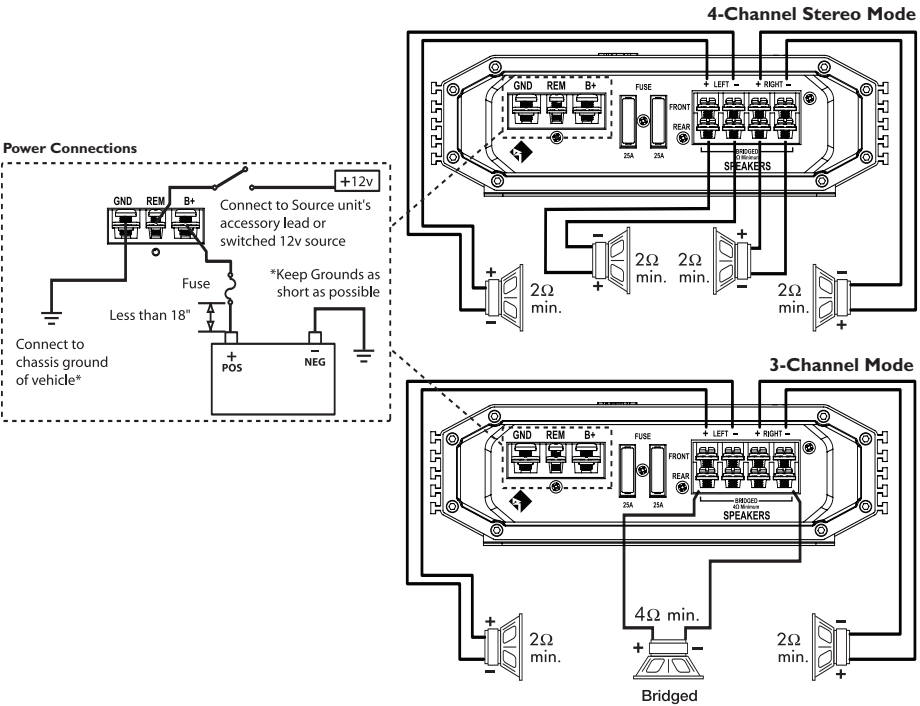 4-Channel Stereo Mode
+ LEFT − + RIGHT −
GND REM B+
FUSE
FRONT
REAR
25A 25A
BRIDGED
Minimum
SPEAKERS
− +
+ −
2Ω
min.
2Ω
min.
+ −
2Ω
min.
− +
2Ω
min.
Power Connections
+12v
GND REM B+
Connect to Source unit's
accessory lead or
switched 12v source
*Keep Grounds as
short as possible
Fuse
Less than 18"
Connect to
chassis ground
of vehicle*
+
POS
−
NEG
3-Channel Mode
+ LEFT − + RIGHT −
GND REM B+
FUSE
FRONT
REAR
25A 25A
BRIDGED
4Ω Minimum
SPEAKERS
4Ω min.
+ −
Bridged
+ −
2Ω
min.
2Ω
min.
− +